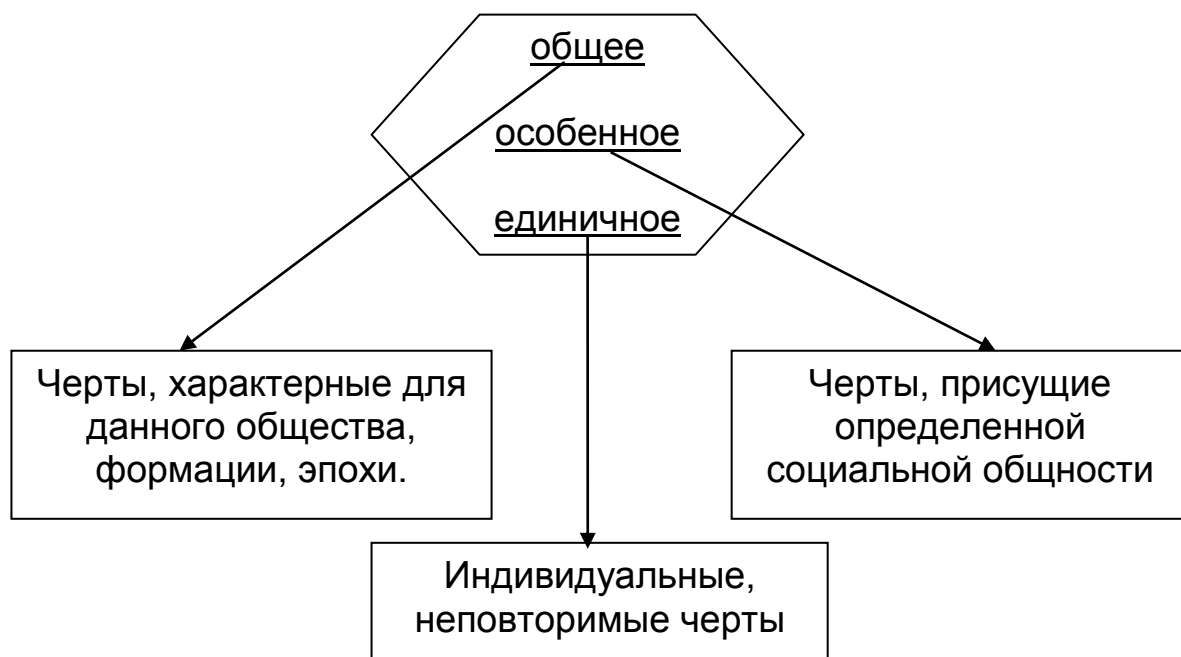 общее
особенное
единичное
Черты, характерные для
данного общества,
формации, эпохи.
Черты, присущие
определенной
социальной общности
Индивидуальные,
неповторимые черты